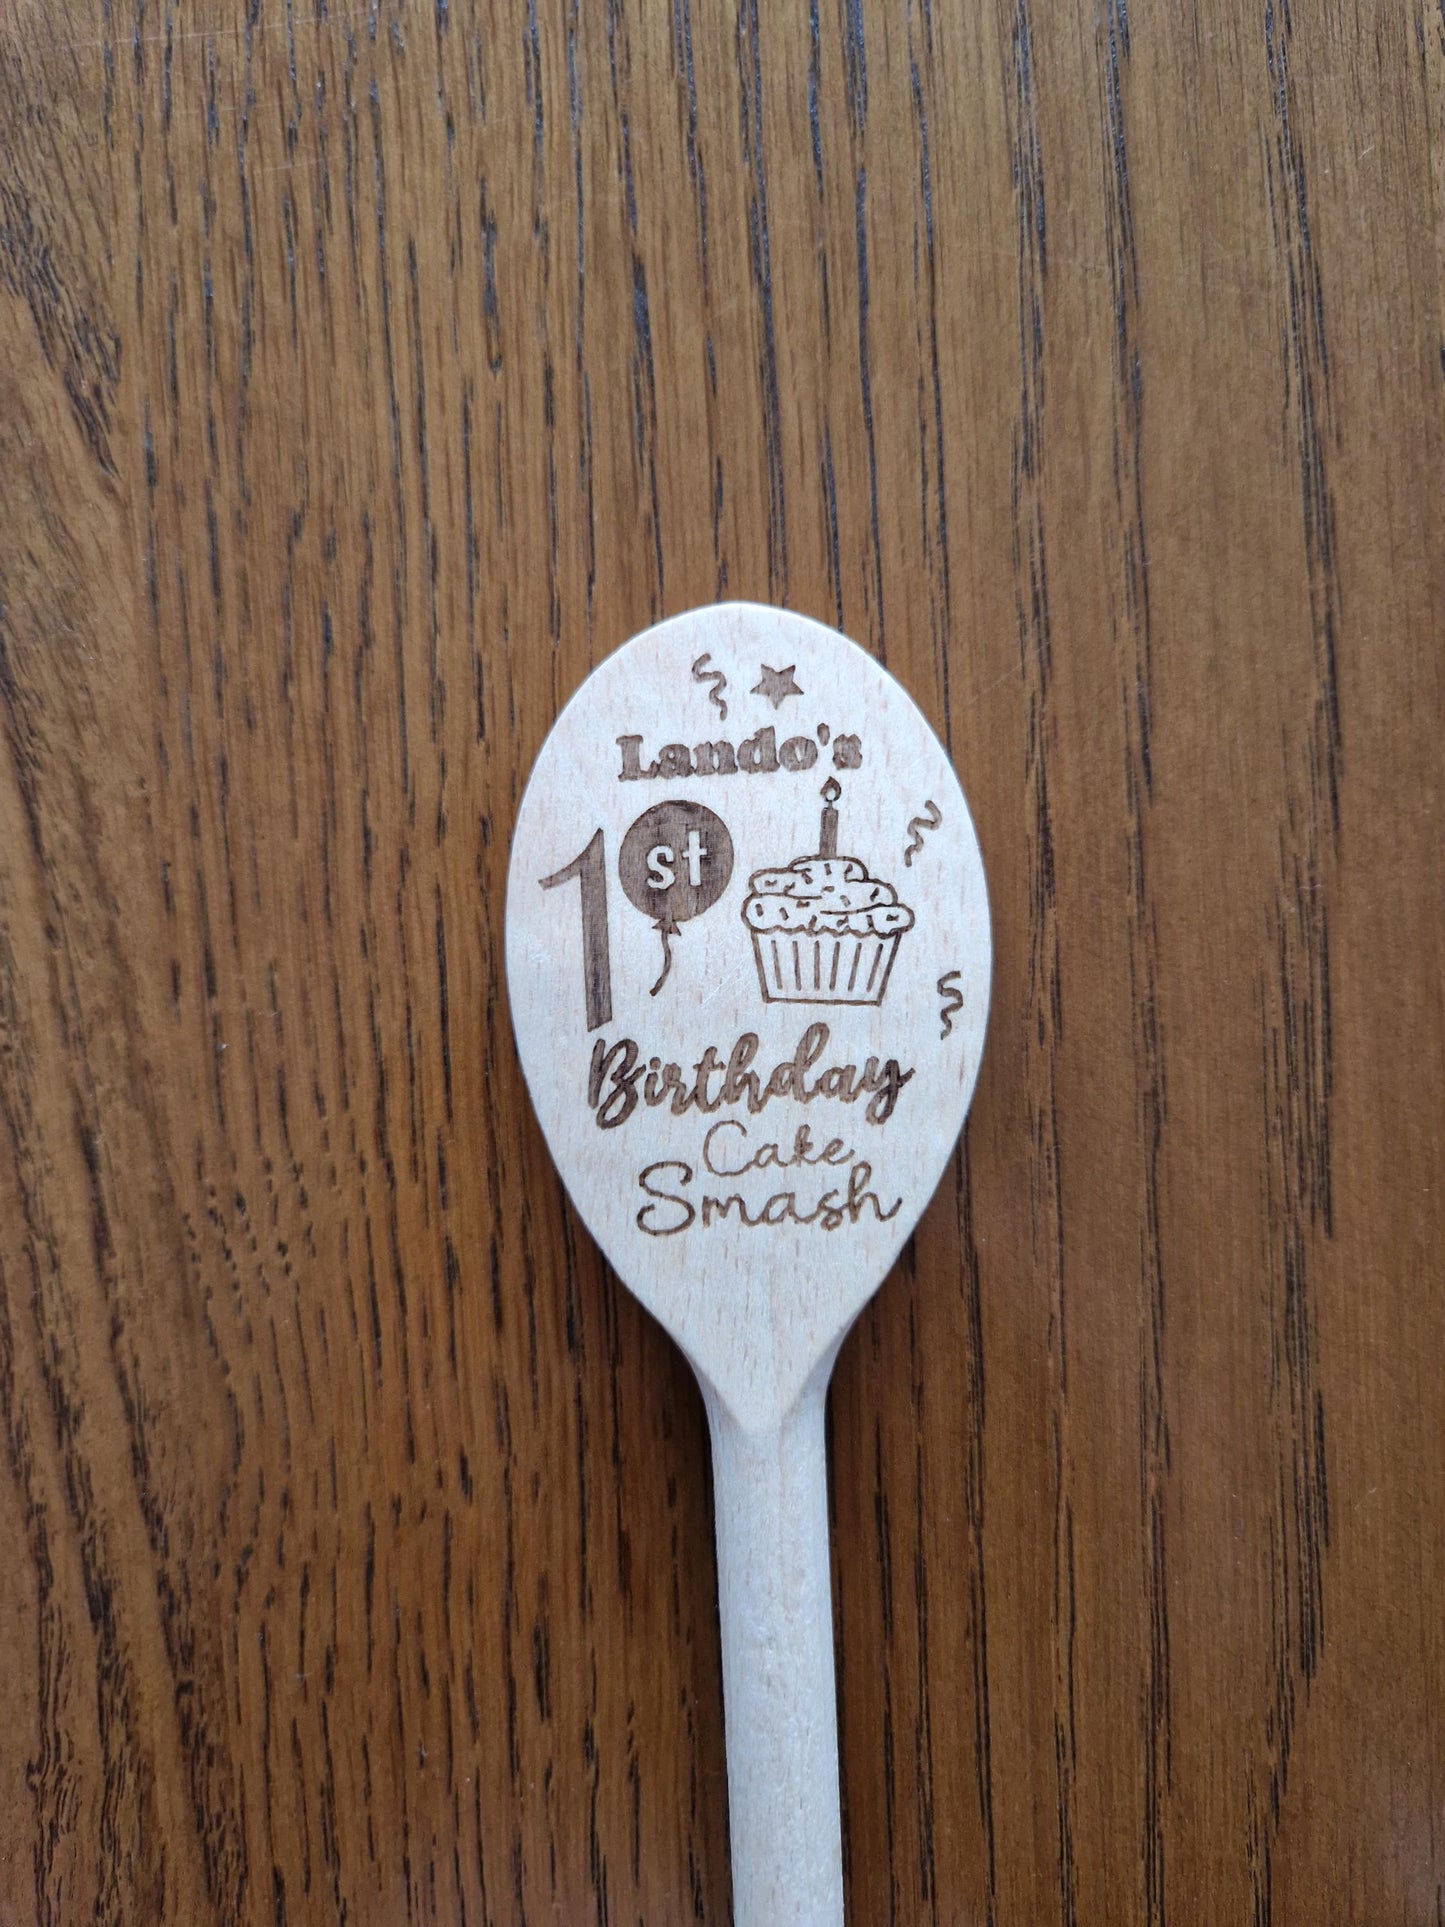 Lando's
1st
Birthday
Cake
Smash